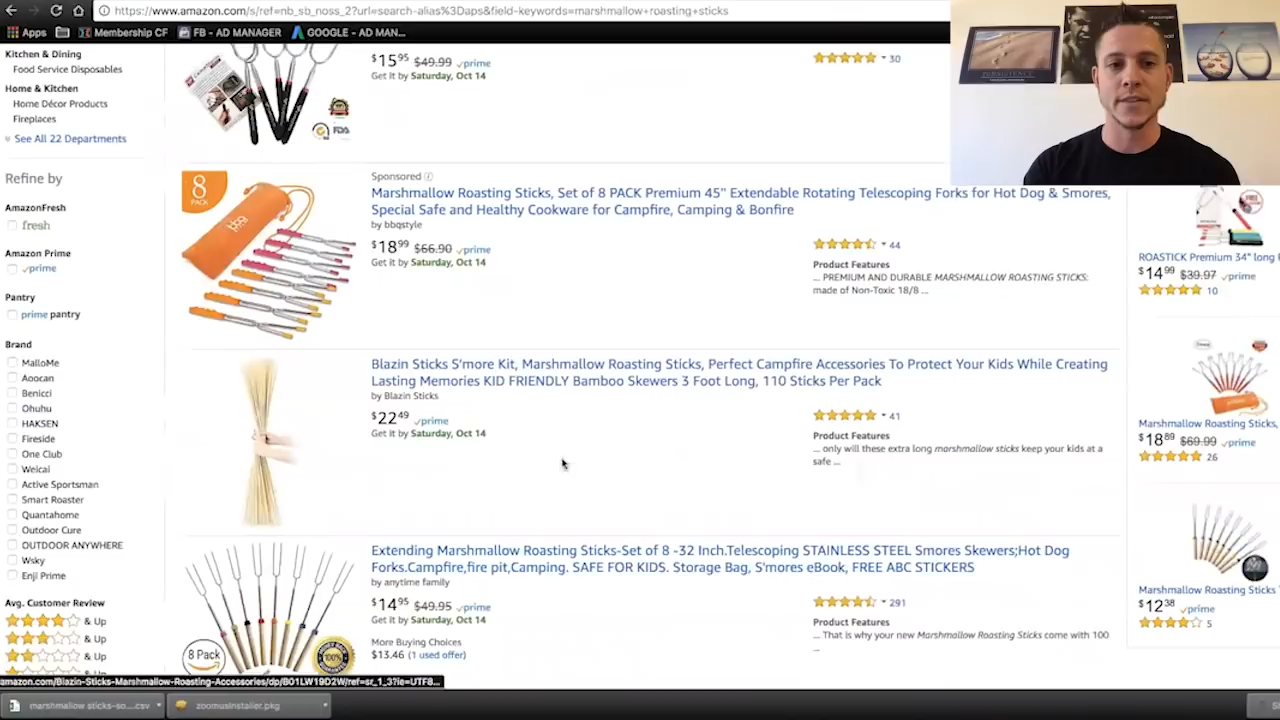 https://www.amazon.com/s/ref=nb_sb_noss_2?url=search-alias%3Daps&field-keywords=marshmallow+roasting+sticks
Apps
Membership CF
FB - AD MANAGER
GOOGLE - AD MAN...
Kitchen & Dining
Food Service Disposables
Home & Kitchen
Home Décor Products
Fireplaces
See All 22 Departments
Refine by
AmazonFresh
fresh
Amazon Prime
prime
Pantry
prime pantry
Brand
MalloMe
Aoocan
Benicci
Ohuhu
HAKSEN
Fireside
One Club
Weicai
Active Sportsman
Smart Roaster
Quantahome
Outdoor Cure
OUTDOOR ANYWHERE
Wsky
Enji Prime
Avg. Customer Review
& Up
& Up
& Up
FDA
$15.95 $49.99 prime
Get it by Saturday, Oct 14
30
8
PACK
bbq
Sponsored
Marshmallow Roasting Sticks, Set of 8 PACK Premium 45" Extendable Rotating Telescoping Forks for Hot Dog & Smores,
Special Safe and Healthy Cookware for Campfire, Camping & Bonfire
by bbqstyle
$18.99 $66.90 prime
Get it by Saturday, Oct 14
44
Product Features
... PREMIUM AND DURABLE MARSHMALLOW ROASTING STICKS:
made of Non-Toxic 18/8 ...
Blazin Sticks S'more Kit, Marshmallow Roasting Sticks, Perfect Campfire Accessories To Protect Your Kids While Creating
Lasting Memories KID FRIENDLY Bamboo Skewers 3 Foot Long, 110 Sticks Per Pack
by Blazin Sticks
$22.49 prime
Get it by Saturday, Oct 14
41
Product Features
... only will these extra long marshmallow sticks keep your kids at a
safe ...
Extending Marshmallow Roasting Sticks-Set of 8 -32 Inch.Telescoping STAINLESS STEEL Smores Skewers;Hot Dog
Forks.Campfire,fire pit,Camping. SAFE FOR KIDS. Storage Bag, S'mores eBook, FREE ABC STICKERS
by anytime family
$14.95 $49.95 prime
Get it by Saturday, Oct 14
More Buying Choices
$13.46 (1 used offer)
291
Product Features
... That is why your new Marshmallow Roasting Sticks come with 100
...
8 Pack
100%
PERSISTENCE
ROASTICK Premium 34" long
$14.99 $39.97 prime
10
Marshmallow Roasting Sticks,
$18.89 $69.99 prime
26
Marshmallow Roasting Sticks
$12.38 prime
5
amazon.com/Blazin-Sticks-Marshmallow-Roasting-Accessories/dp/B01LW19D2W/ref=sr_1_3?ie=UTF8...
marshmallow sticks-so....csv
zoomusInstaller.pkg